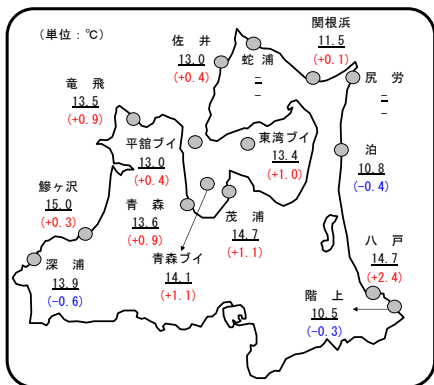 （単位：℃）
関根浜
11.5
(+0.1)
佐　井
13.0
(+0.4)
蛇　浦
－
－
尻　労
－
－
竜　飛
13.5
(+0.9)
平舘ブイ
13.0
(+0.4)
東湾ブイ
13.4
(+1.0)
泊
10.8
(-0.4)
鰺ヶ沢
15.0
(+0.3)
青　森
13.6
(+0.9)
茂　浦
14.7
(+1.1)
青森ブイ
14.1
(+1.1)
深　浦
13.9
(-0.6)
八　戸
14.7
(+2.4)
階　上
10.5
(-0.3)